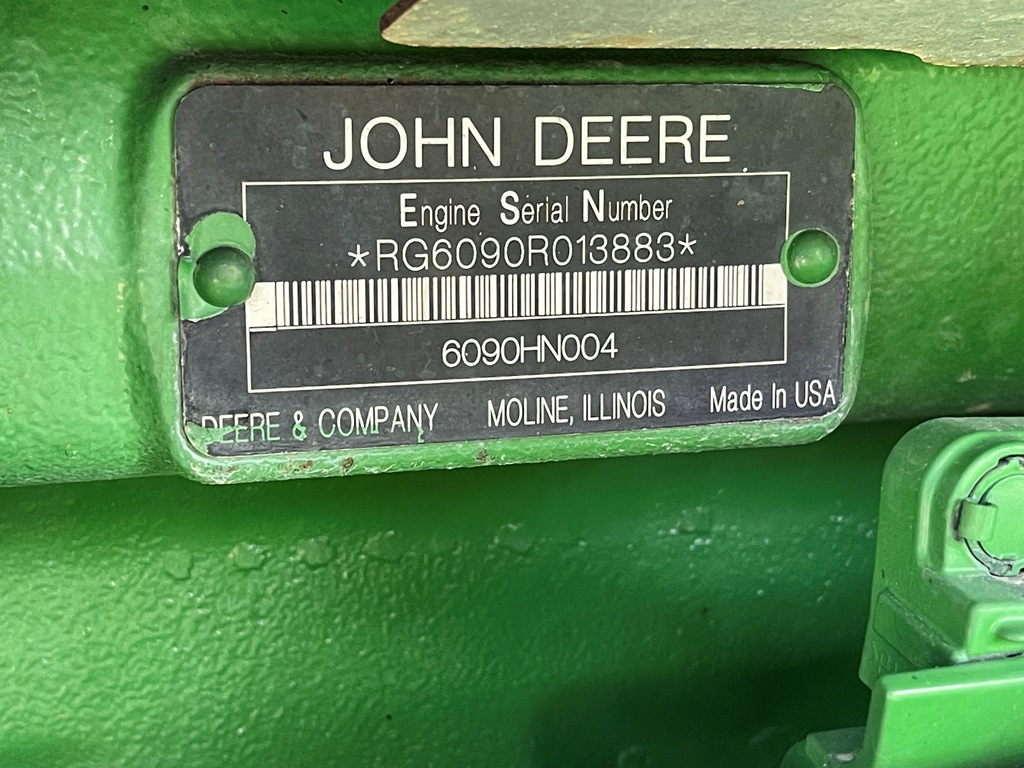 JOHN DEERE
Engine Serial Number
*RG6090R013883*
6090HN004
DEERE & COMPANY MOLINE, ILLINOIS Made In USA